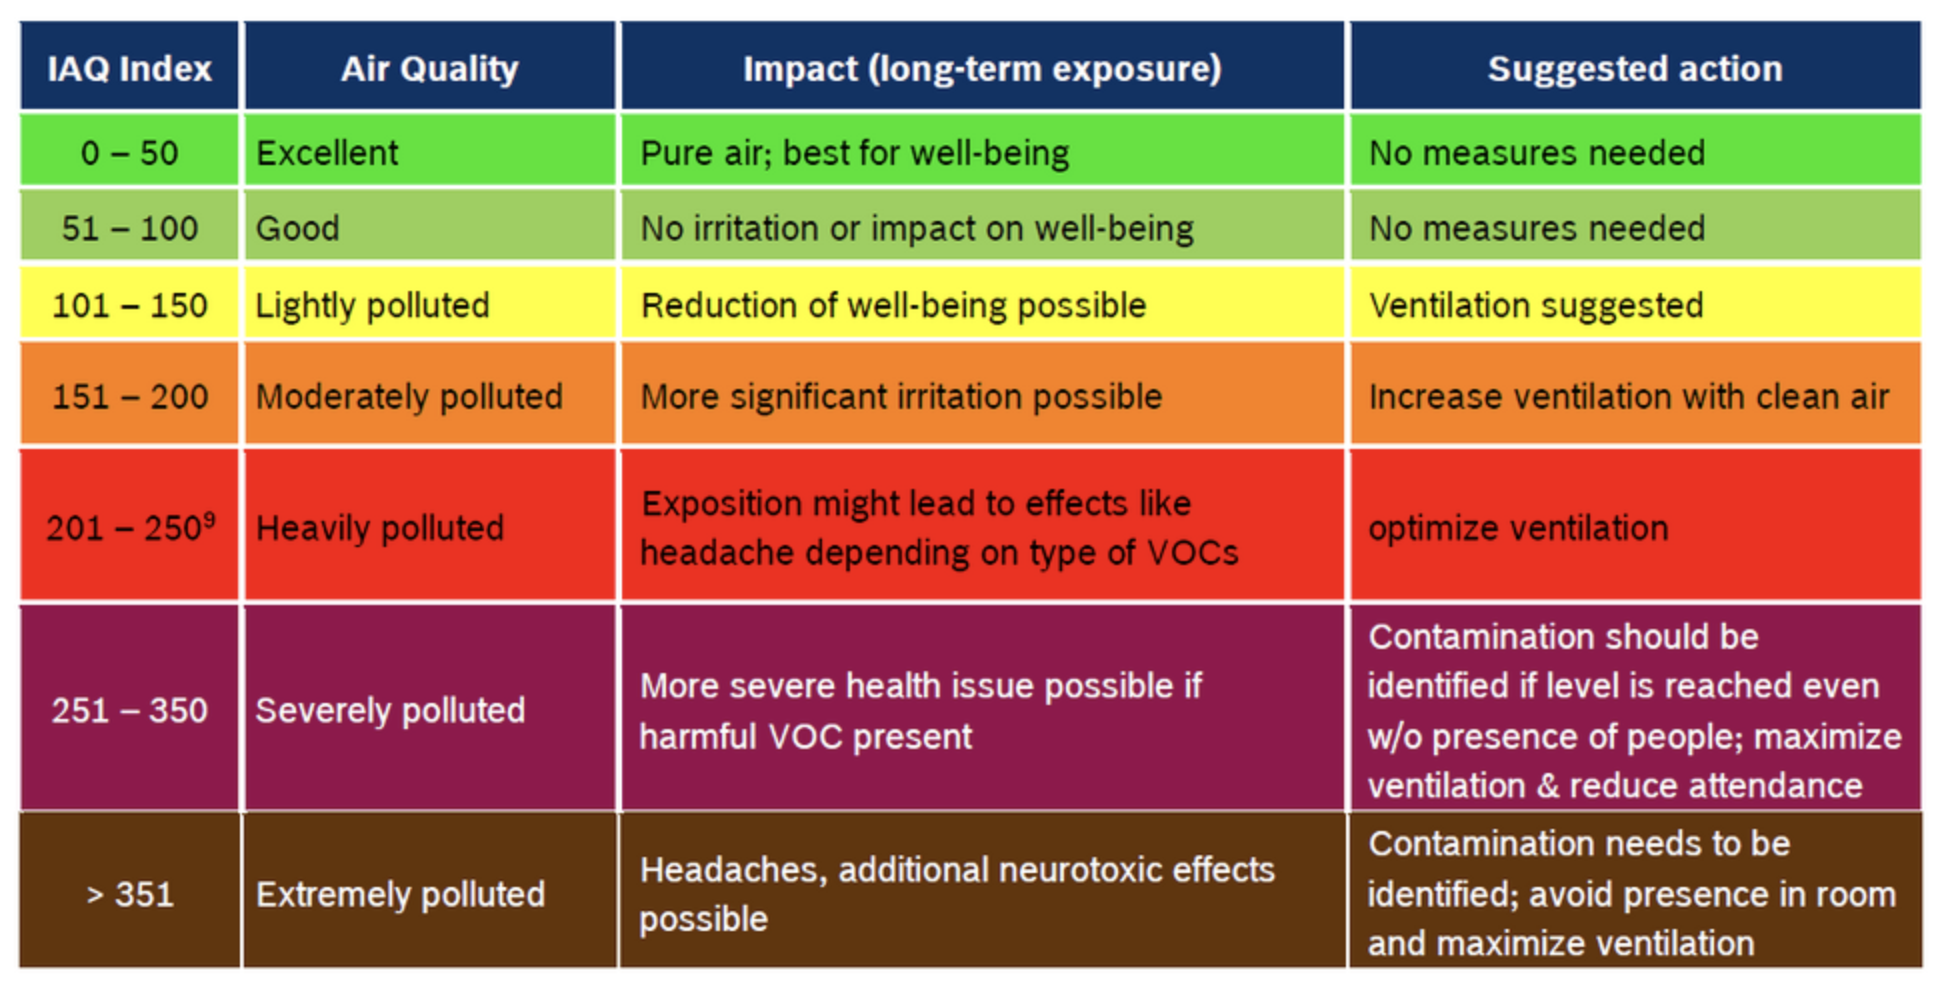 IAQ Index Air Quality Impact (long-term exposure) Suggested action
0 – 50 Excellent Pure air; best for well-being No measures needed
51 – 100 Good No irritation or impact on well-being No measures needed
101 – 150 Lightly polluted Reduction of well-being possible Ventilation suggested
151 – 200 Moderately polluted More significant irritation possible Increase ventilation with clean air
201 – 250⁹ Heavily polluted
Exposition might lead to effects like
headache depending on type of VOCs
optimize ventilation
251 – 350 Severely polluted
More severe health issue possible if
harmful VOC present
Contamination should be
identified if level is reached even
w/o presence of people; maximize
ventilation & reduce attendance
> 351 Extremely polluted
Headaches, additional neurotoxic effects
possible
Contamination needs to be
identified; avoid presence in room
and maximize ventilation